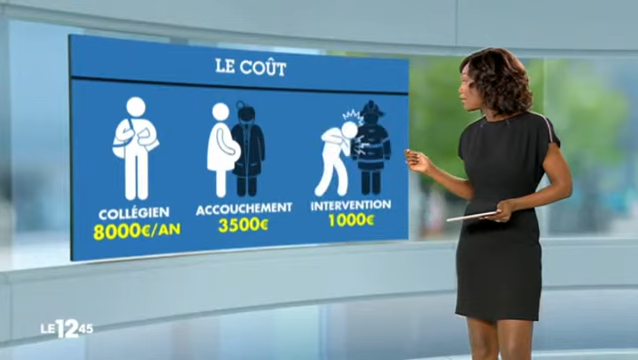 LE COÛT
COLLÉGIEN
8000€/AN
ACCOUCHEMENT
3500€
INTERVENTION
1000€
LE 12 45